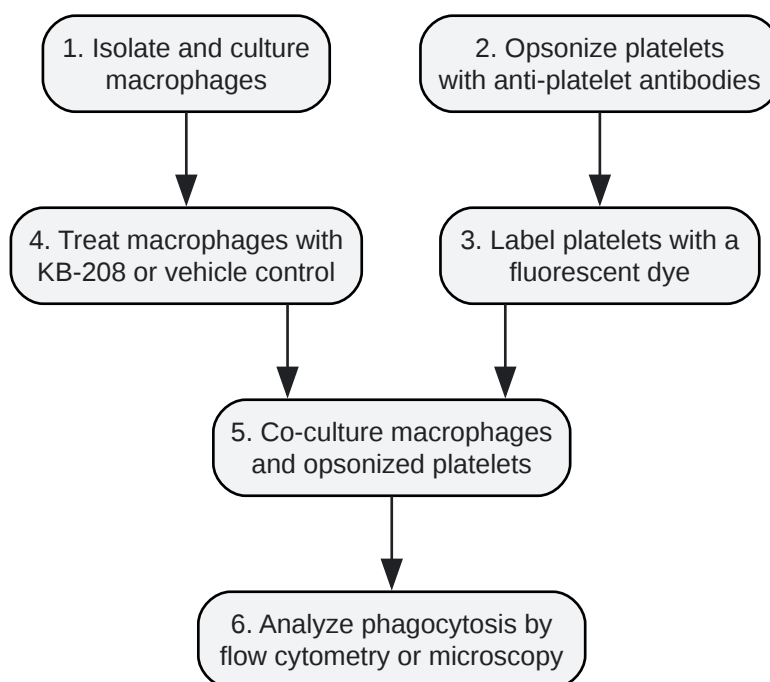 1. Isolate and culture
macrophages
2. Opsonize platelets
with anti-platelet antibodies
4. Treat macrophages with
KB-208 or vehicle control
3. Label platelets with a
fluorescent dye
5. Co-culture macrophages
and opsonized platelets
6. Analyze phagocytosis by
flow cytometry or microscopy